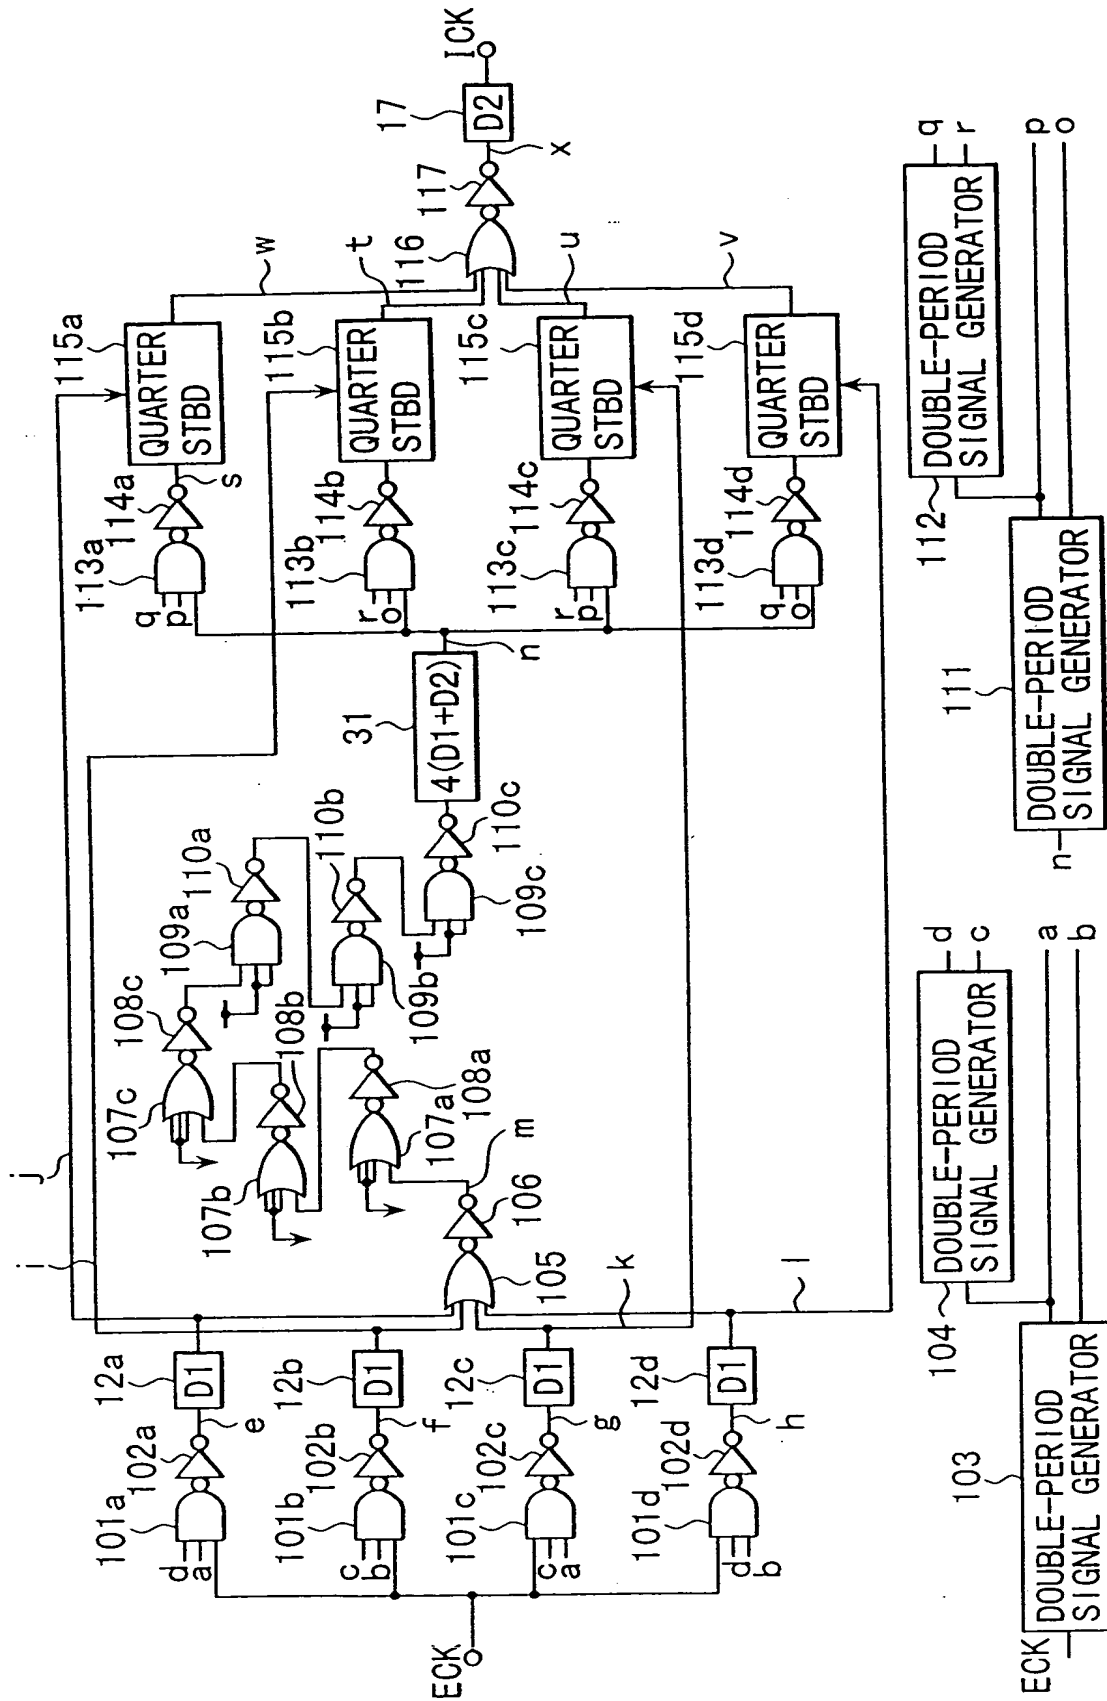 ECK
d
a
101a
102a
e
12a
D1
c
b
101b
102b
f
12b
D1
c
a
101c
102c
g
12c
D1
d
b
101d
102d
h
12d
D1
i
j
k
l
105
106
m
107a
108a
107b
108b
107c
108c
109a
110a
109b
110b
109c
110c
31
4(D1+D2)
n
q
p
113a
114a
s
115a
QUARTER
STBD
w
r
o
113b
114b
115b
QUARTER
STBD
t
r
p
113c
114c
115c
QUARTER
STBD
u
q
o
113d
114d
115d
QUARTER
STBD
v
116
117
x
17
D2
ICK
ECK
103
DOUBLE-PERIOD
SIGNAL GENERATOR
104
DOUBLE-PERIOD
SIGNAL GENERATOR
d
c
a
b
n
111
DOUBLE-PERIOD
SIGNAL GENERATOR
112
DOUBLE-PERIOD
SIGNAL GENERATOR
q
r
p
o